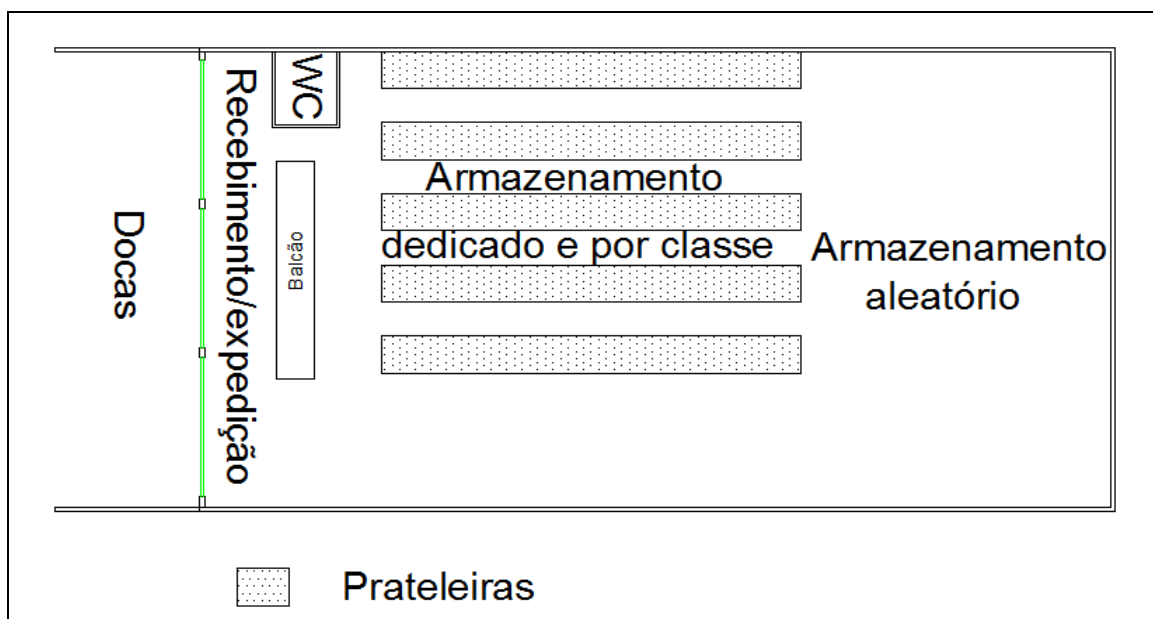 Docas
Recebimento/expedição
WC
Balcão
Armazenamento
dedicado e por classe
Armazenamento
aleatório
Prateleiras